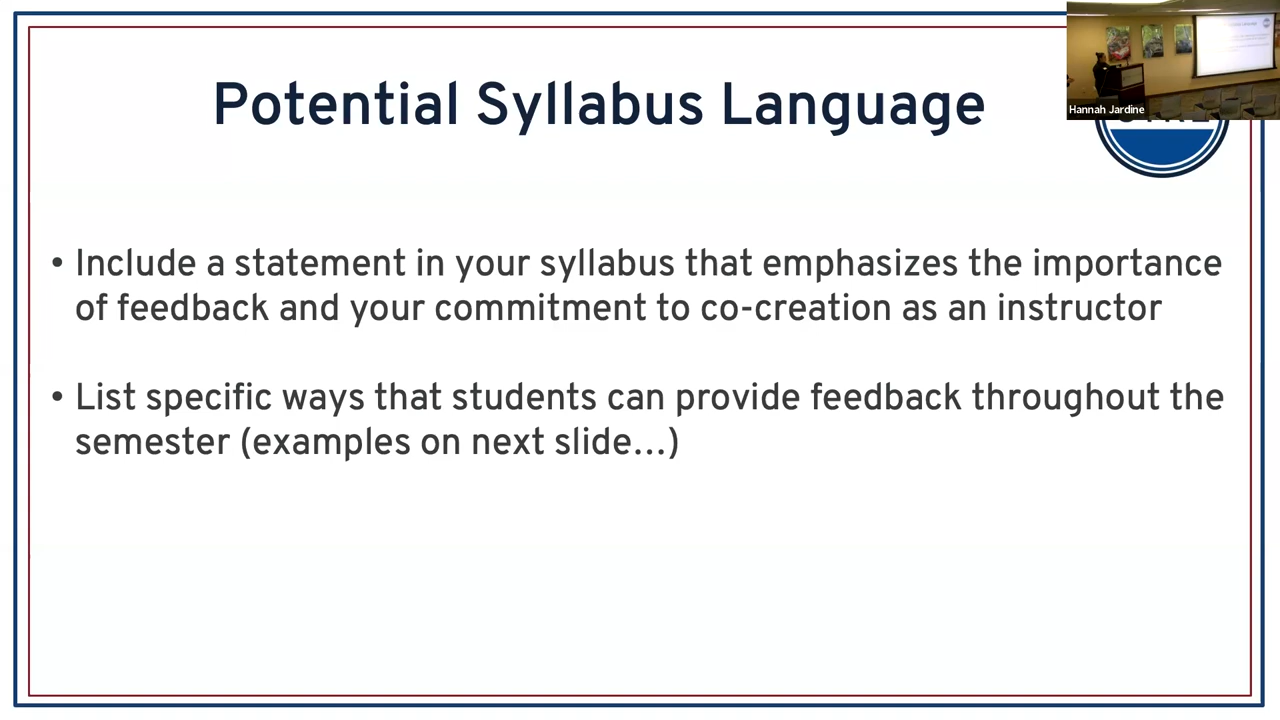 Potential Syllabus Language
Hannah Jardine
• Include a statement in your syllabus that emphasizes the importance
of feedback and your commitment to co-creation as an instructor
• List specific ways that students can provide feedback throughout the
semester (examples on next slide...)